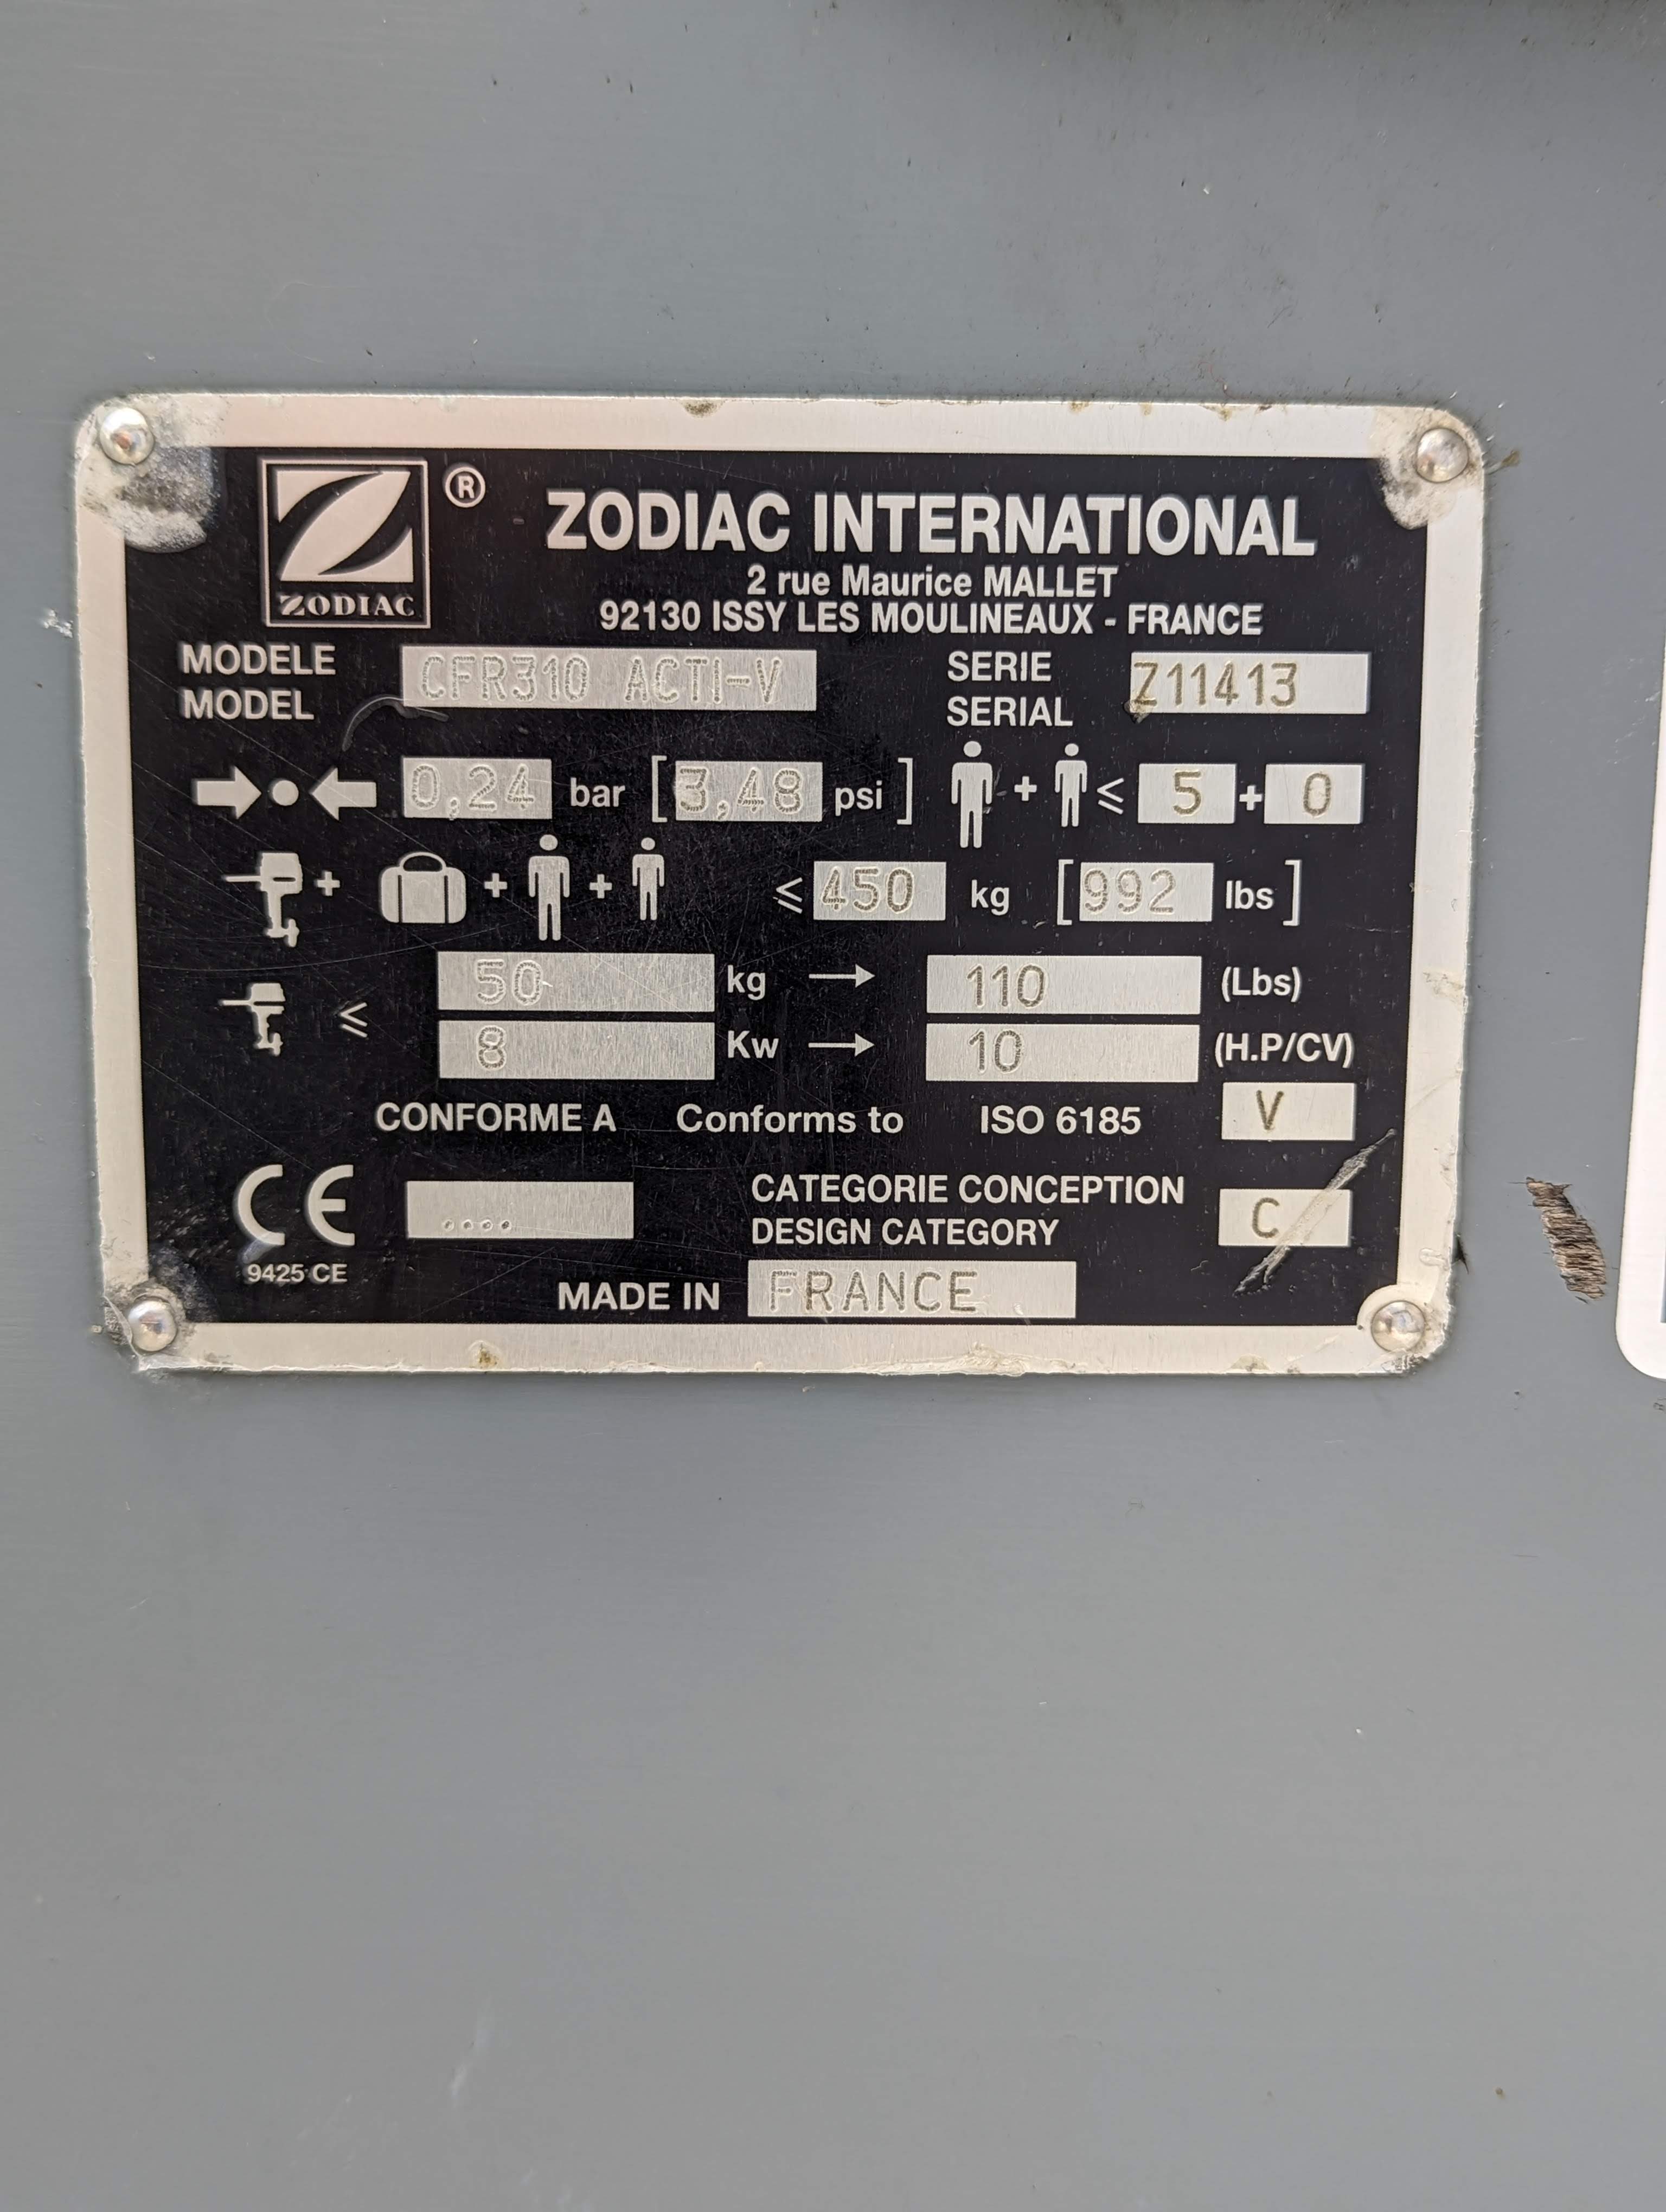 ® ZODIAC INTERNATIONAL
ZODIAC
2 rue Maurice MALLET
92130 ISSY LES MOULINEAUX - FRANCE
MODELE
MODEL
CFR310 ACTI-V
SERIE
SERIAL
Z11413
0,24 bar [3,48 psi]
+ ≤ 5 + 0
+ + + ≤ 450 kg [992 lbs]
≤
50 kg → 110 (Lbs)
8 Kw → 10 (H.P/CV)
CONFORME A Conforms to ISO 6185 V
CE ....
9425 CE
CATEGORIE CONCEPTION
DESIGN CATEGORY
C
MADE IN FRANCE